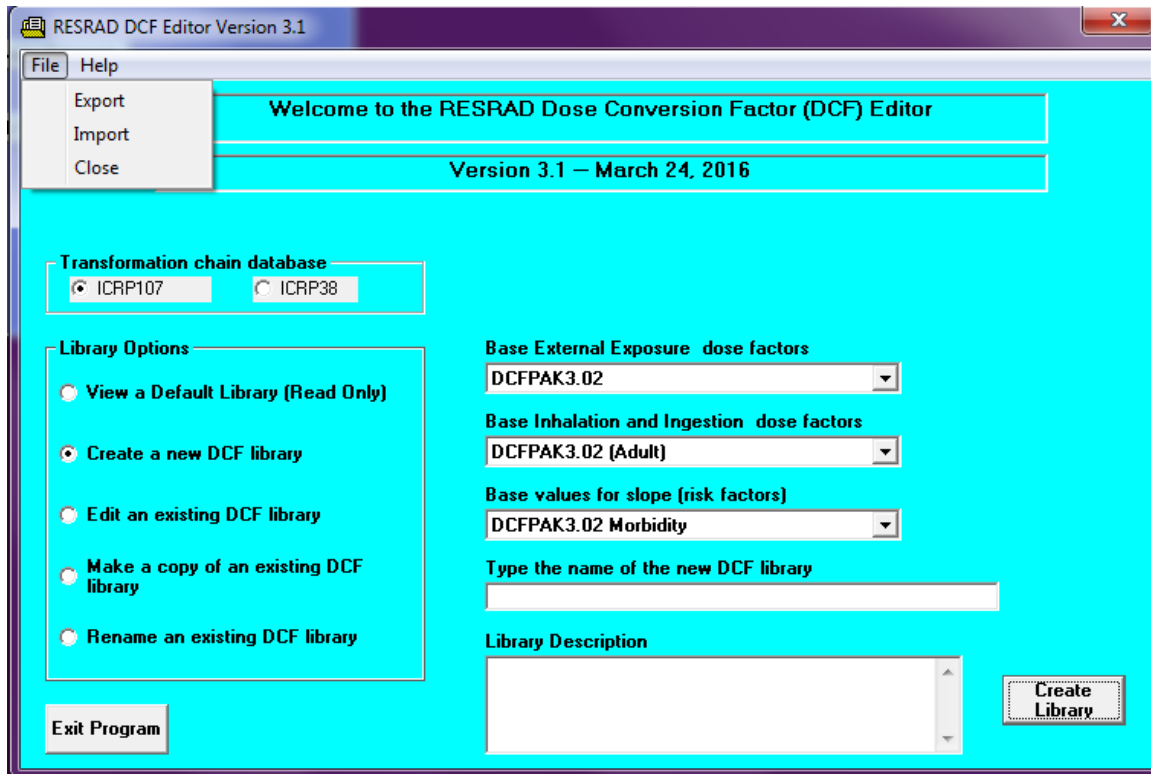 RESRAD DCF Editor Version 3.1
File Help
Export
Import
Close
Welcome to the RESRAD Dose Conversion Factor (DCF) Editor
Version 3.1 — March 24, 2016
Transformation chain database
ICRP107 ICRP38
Library Options
View a Default Library (Read Only)
Create a new DCF library
Edit an existing DCF library
Make a copy of an existing DCF
library
Rename an existing DCF library
Exit Program
Base External Exposure dose factors
DCFPAK3.02
Base Inhalation and Ingestion dose factors
DCFPAK3.02 (Adult)
Base values for slope (risk factors)
DCFPAK3.02 Morbidity
Type the name of the new DCF library
Library Description
Create
Library